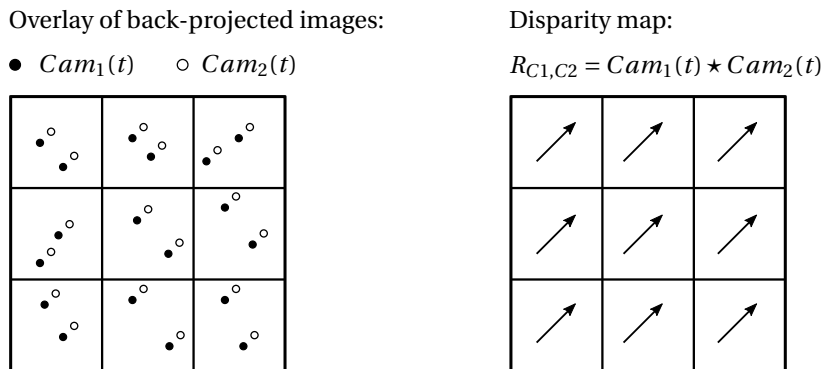 Overlay of back-projected images:
● Cam₁(t) ○ Cam₂(t)
Disparity map:
R_{C1,C2} = Cam₁(t) ⋆ Cam₂(t)